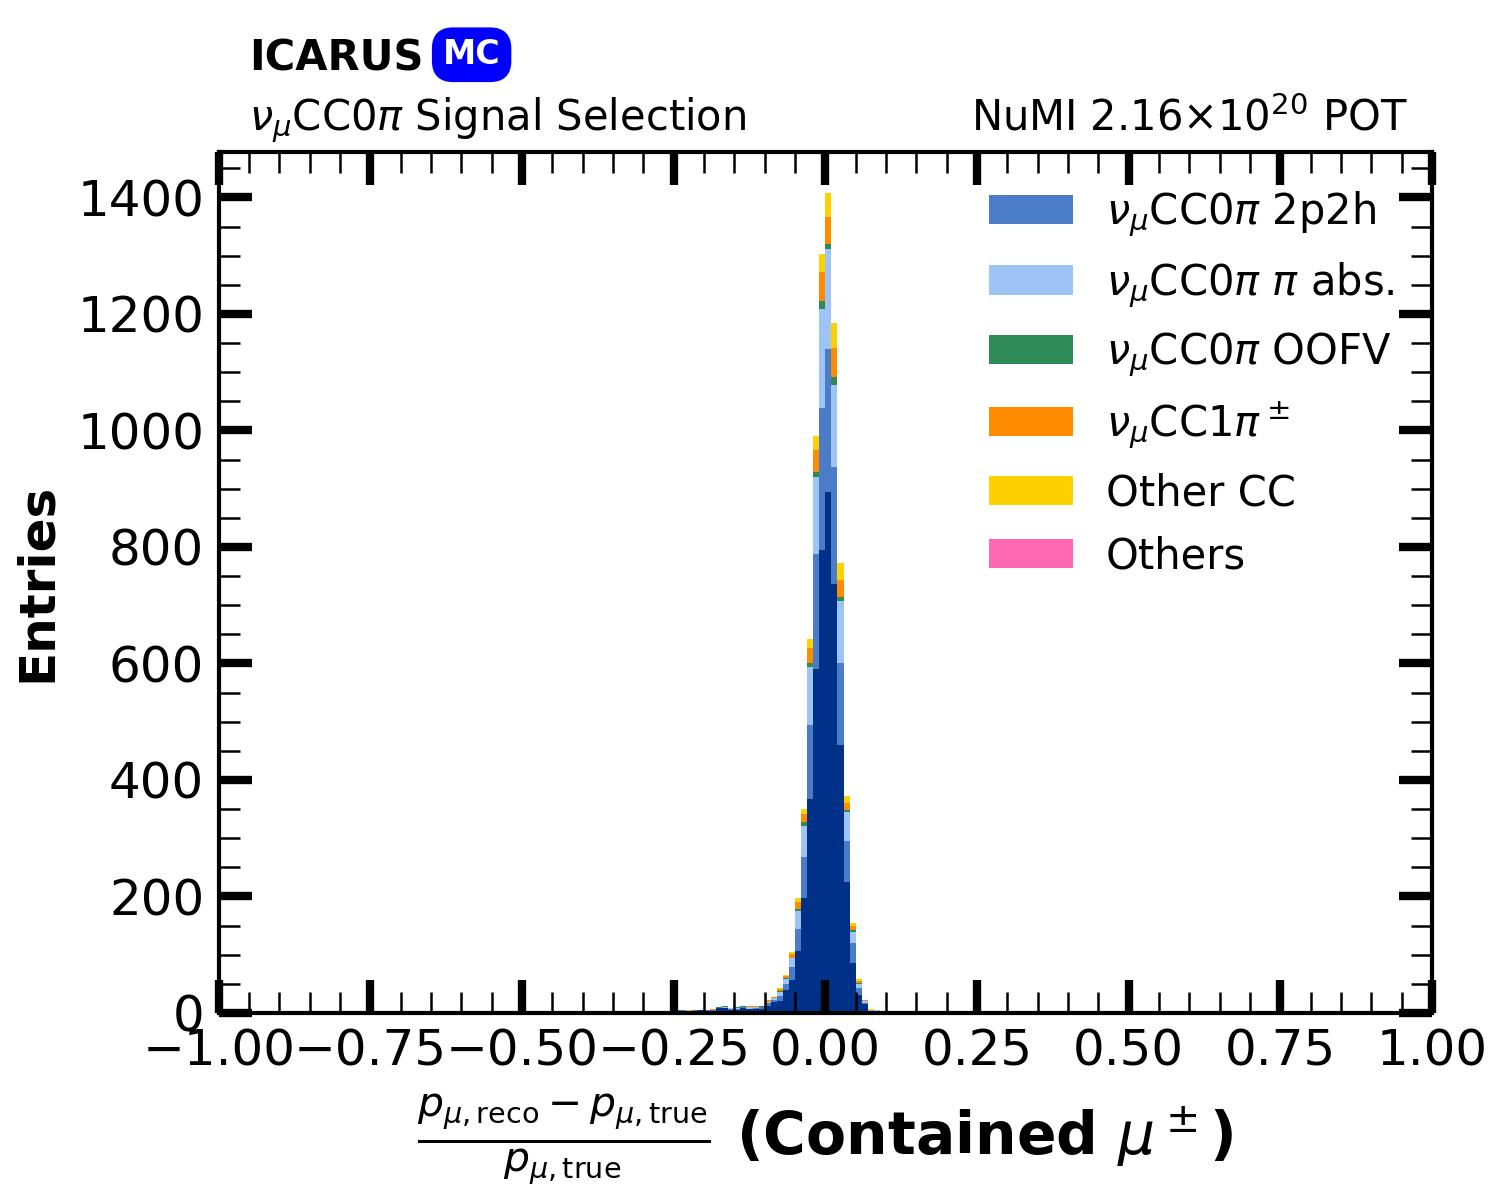 ICARUS MC
νμCC0π Signal Selection NuMI 2.16×10²⁰ POT
1400
1200
1000
800
600
400
200
0
Entries
νμCC0π 2p2h
νμCC0π π abs.
νμCC0π OOFV
νμCC1π±
Other CC
Others
−1.00 −0.75 −0.50 −0.25 0.00 0.25 0.50 0.75 1.00
pμ,reco − pμ,true
pμ,true
(Contained μ±)